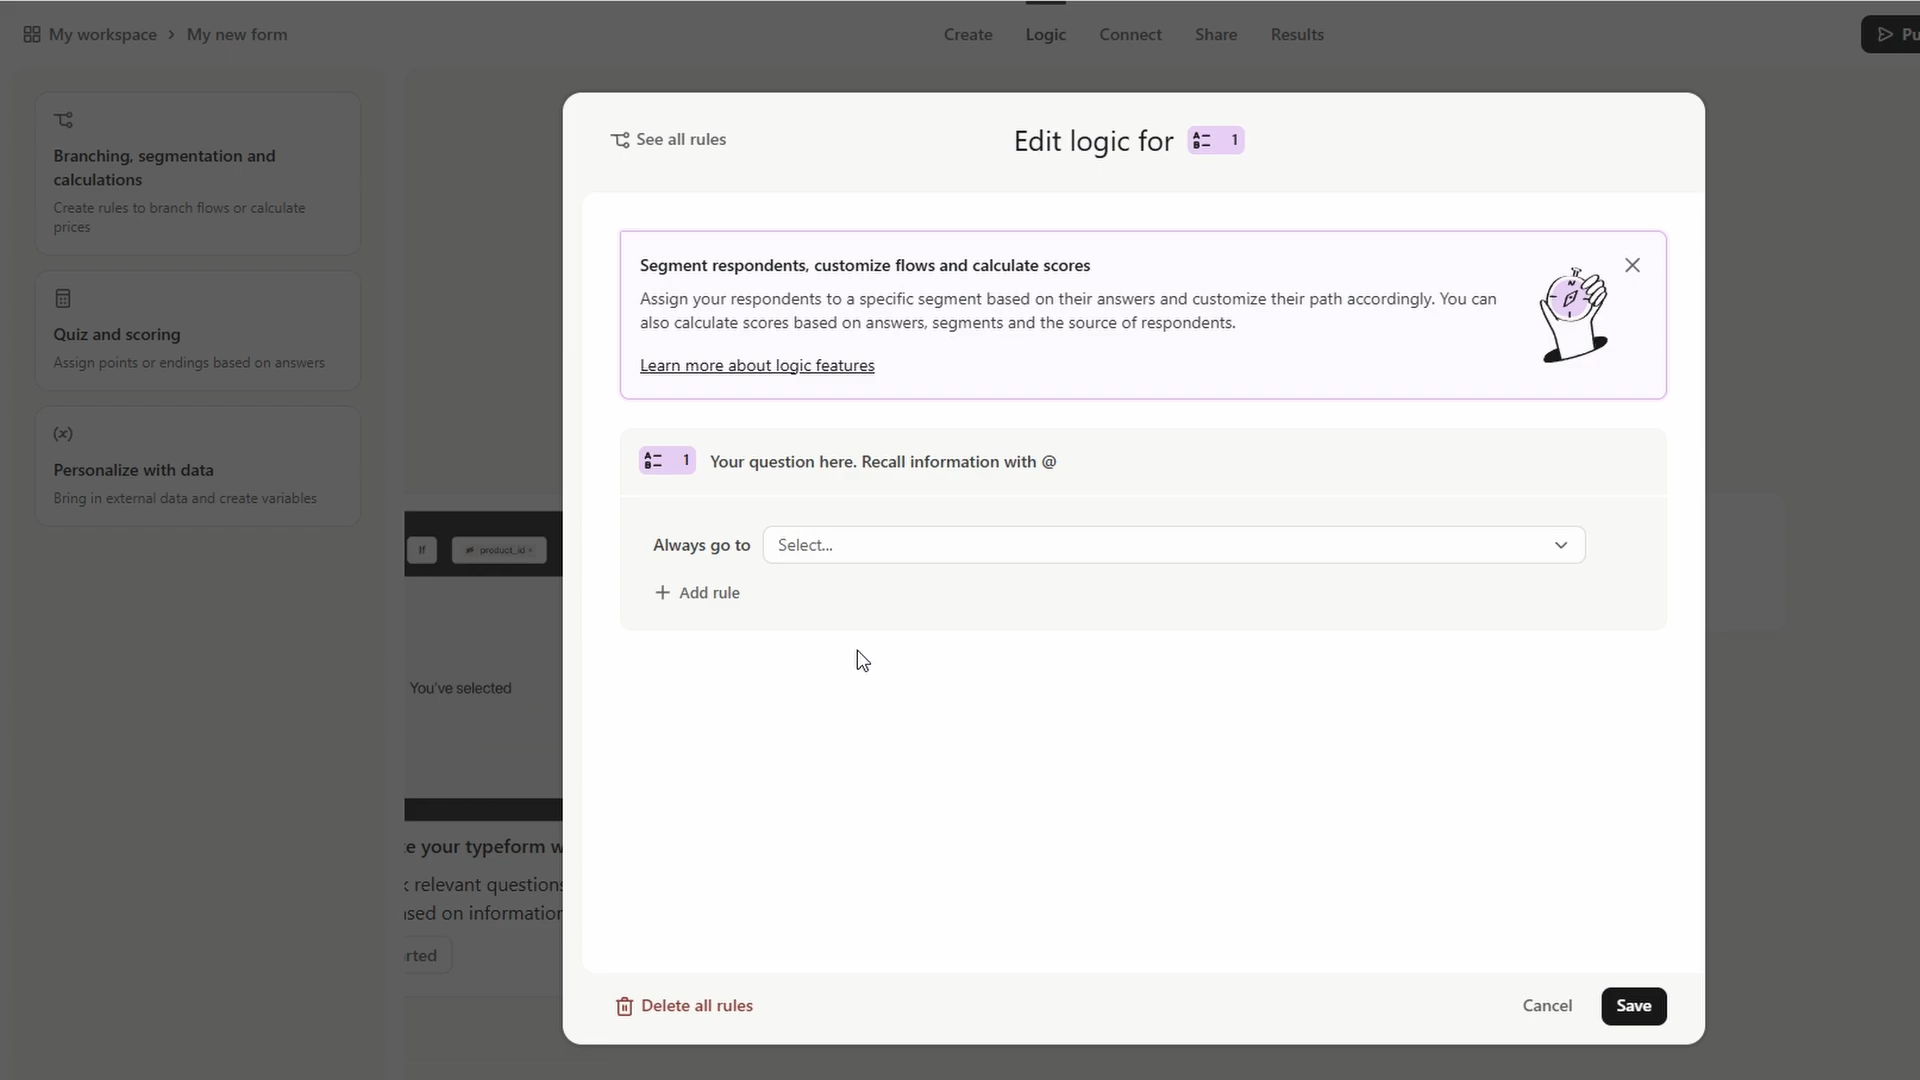 My workspace > My new form
Create Logic Connect Share Results
Pu
Branching, segmentation and
calculations
Create rules to branch flows or calculate
prices
Quiz and scoring
Assign points or endings based on answers
(x)
Personalize with data
Bring in external data and create variables
If product_id
You've selected
e your typeform w
relevant questions
sed on information
rted
See all rules
Edit logic for A B 1
Segment respondents, customize flows and calculate scores
Assign your respondents to a specific segment based on their answers and customize their path accordingly. You can
also calculate scores based on answers, segments and the source of respondents.
Learn more about logic features
N
A B 1 Your question here. Recall information with @
Always go to Select...
+ Add rule
Delete all rules
Cancel Save